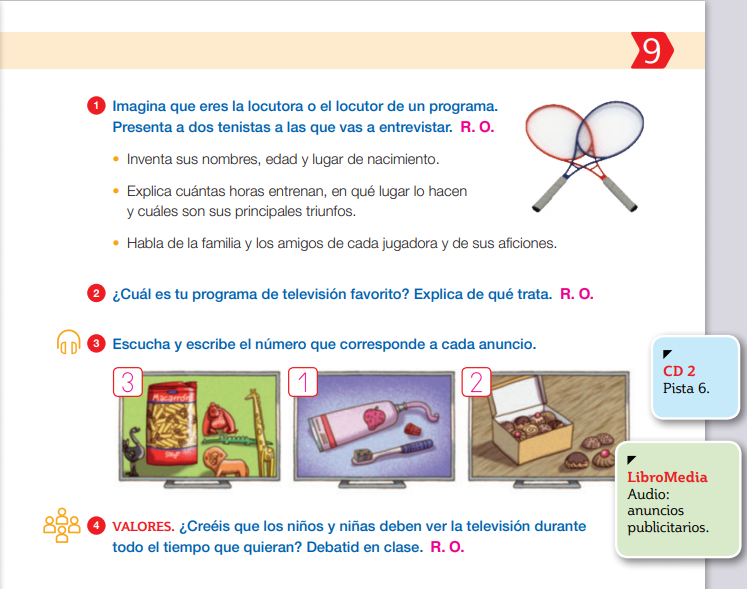 9
1 Imagina que eres la locutora o el locutor de un programa.
Presenta a dos tenistas a las que vas a entrevistar. R. O.
• Inventa sus nombres, edad y lugar de nacimiento.
• Explica cuántas horas entrenan, en qué lugar lo hacen
y cuáles son sus principales triunfos.
• Habla de la familia y los amigos de cada jugadora y de sus aficiones.
2 ¿Cuál es tu programa de televisión favorito? Explica de qué trata. R. O.
3 Escucha y escribe el número que corresponde a cada anuncio.
CD 2
Pista 6.
3
1
2
Macarrón
LibroMedia
Audio:
anuncios
publicitarios.
4 VALORES. ¿Creéis que los niños y niñas deben ver la televisión durante
todo el tiempo que quieran? Debatid en clase. R. O.